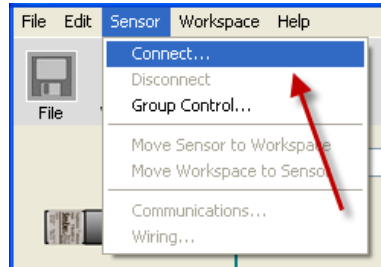 File Edit Sensor Workspace Help
Connect...
Disconnect
Group Control...
File
Move Sensor to Workspace
Move Workspace to Sensor
Communications...
Wiring...